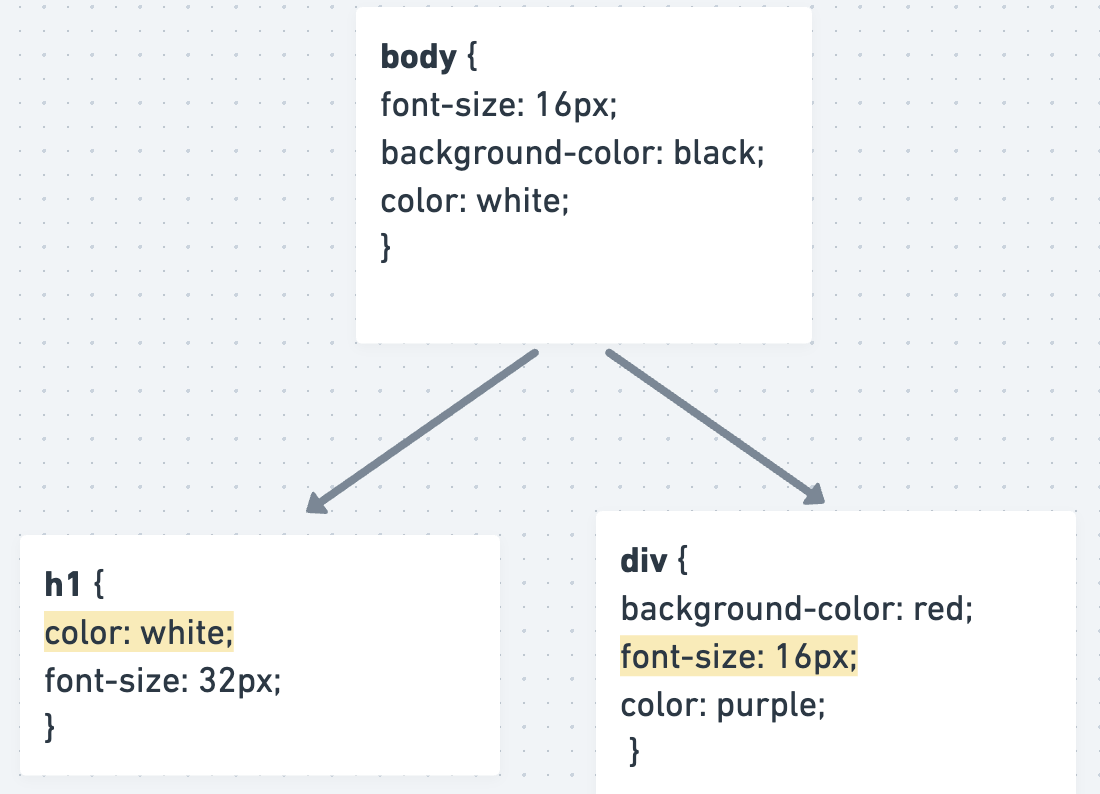 body {
font-size: 16px;
background-color: black;
color: white;
}
h1 {
color: white;
font-size: 32px;
}
div {
background-color: red;
font-size: 16px;
color: purple;
}